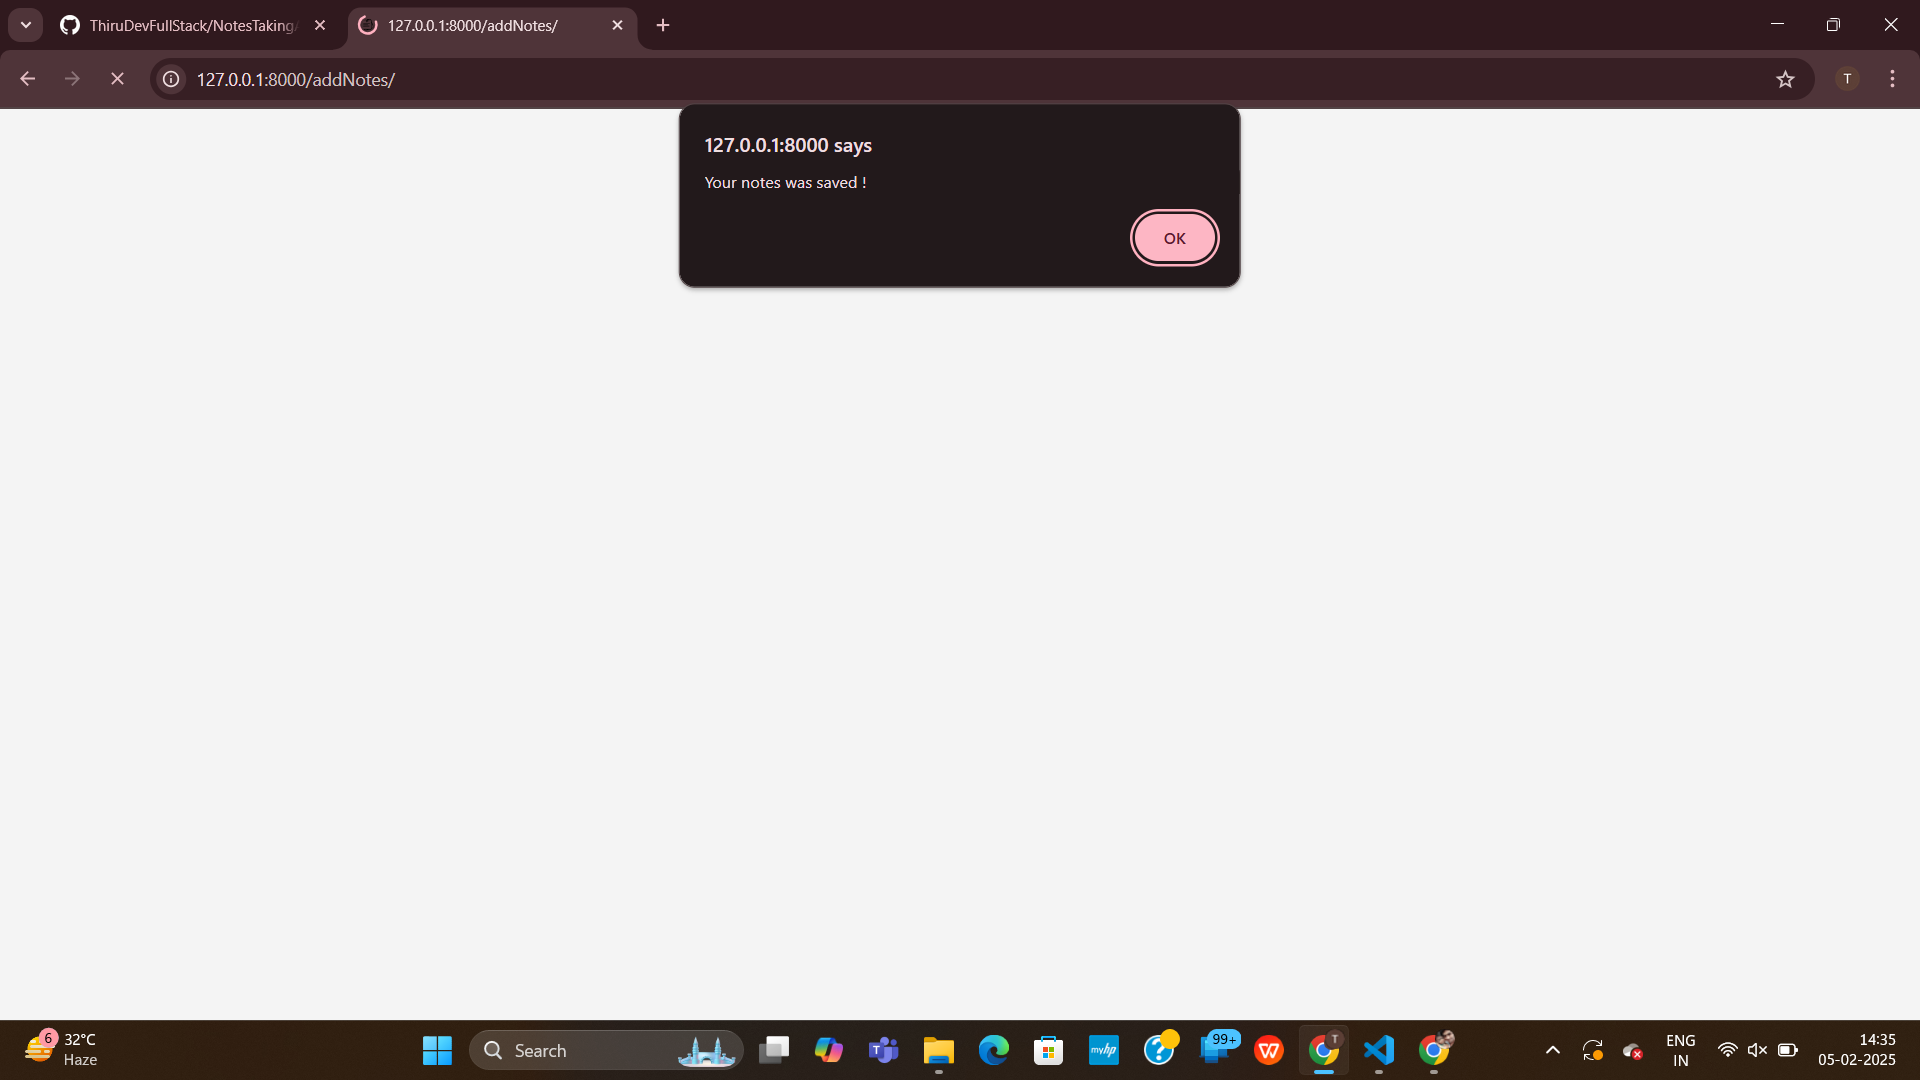 ThiruDevFullStack/NotesTaking/
127.0.0.1:8000/addNotes/
127.0.0.1:8000/addNotes/
T
127.0.0.1:8000 says
Your notes was saved !
OK
6
32°C
Haze
Search
T
myhp
99+
W
T
ENG
IN
14:35
05-02-2025